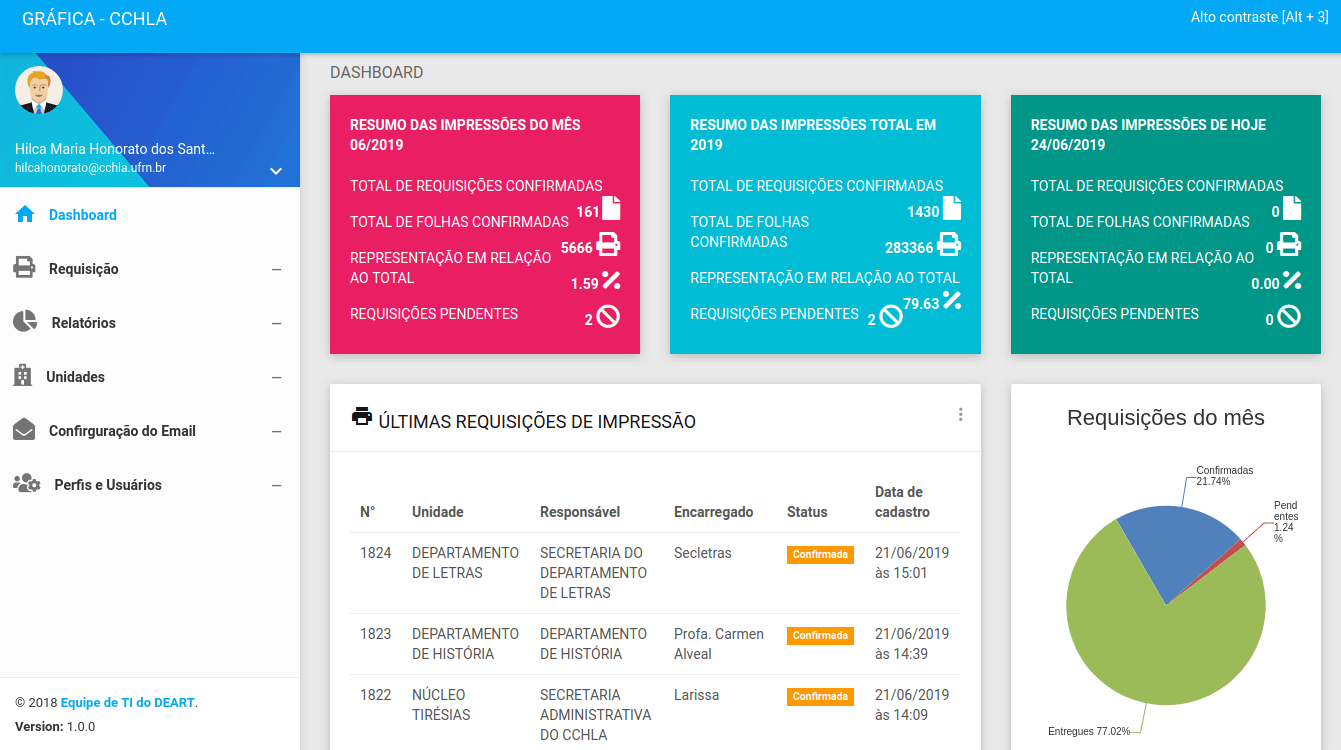 GRÁFICA - CCHLA
Alto contraste [Alt + 3]
Hilca Maria Honorato dos Sant...
hilcahonorato@cchla.ufrn.br
Dashboard
Requisição
Relatórios
Unidades
Confirguração do Email
Perfis e Usuários
© 2018 Equipe de TI do DEART.
Version: 1.0.0
DASHBOARD
RESUMO DAS IMPRESSÕES DO MÊS
06/2019
TOTAL DE REQUISIÇÕES CONFIRMADAS
161
TOTAL DE FOLHAS CONFIRMADAS
5666
REPRESENTAÇÃO EM RELAÇÃO
AO TOTAL
1.59
REQUISIÇÕES PENDENTES
2
RESUMO DAS IMPRESSÕES TOTAL EM
2019
TOTAL DE REQUISIÇÕES CONFIRMADAS
1430
TOTAL DE FOLHAS
CONFIRMADAS
283366
REPRESENTAÇÃO EM RELAÇÃO AO TOTAL
79.63
REQUISIÇÕES PENDENTES
2
RESUMO DAS IMPRESSÕES DE HOJE
24/06/2019
TOTAL DE REQUISIÇÕES CONFIRMADAS
0
TOTAL DE FOLHAS CONFIRMADAS
0
REPRESENTAÇÃO EM RELAÇÃO AO
TOTAL
0.00
REQUISIÇÕES PENDENTES
0
ÚLTIMAS REQUISIÇÕES DE IMPRESSÃO
N° Unidade Responsável Encarregado Status Data de
cadastro
1824 DEPARTAMENTO SECRETARIA DO Secletras Confirmada 21/06/2019
DE LETRAS DEPARTAMENTO às 15:01
DE LETRAS
1823 DEPARTAMENTO DEPARTAMENTO Profa. Carmen Confirmada 21/06/2019
DE HISTÓRIA DE HISTÓRIA Alveal às 14:39
1822 NÚCLEO SECRETARIA Larissa Confirmada 21/06/2019
TIRÉSIAS ADMINISTRATIVA às 14:09
DO CCHLA
Requisições do mês
Confirmadas
21.74%
Pend
entes
1.24
%
Entregues 77.02%